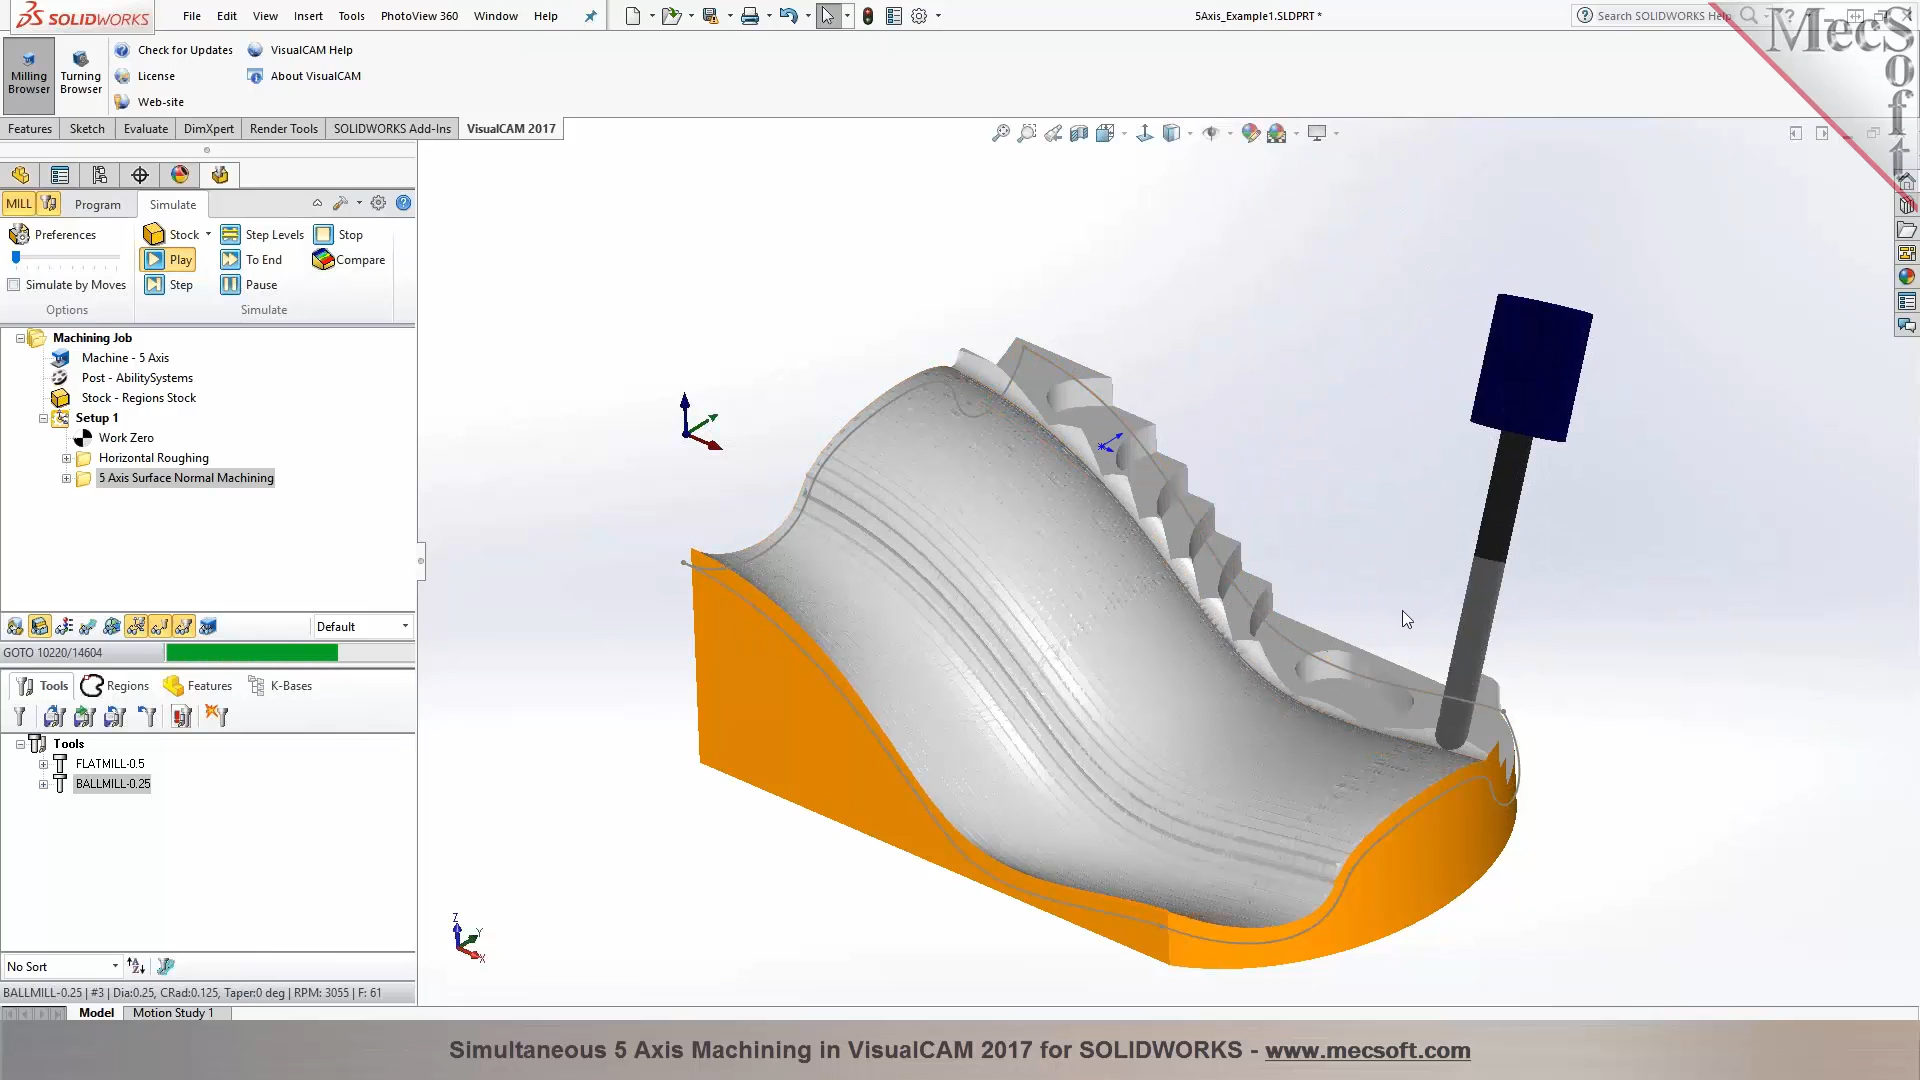 SOLIDWORKS
File Edit View Insert Tools PhotoView 360 Window Help
5Axis_Example1.SLDPRT *
Search SOLIDWORKS Help
MecSoft
Milling Browser
Turning Browser
Check for Updates
License
Web-site
VisualCAM Help
About VisualCAM
Features Sketch Evaluate DimXpert Render Tools SOLIDWORKS Add-Ins VisualCAM 2017
MILL Program Simulate
Preferences
Simulate by Moves
Options
Stock Step Levels Stop
Play To End Compare
Step Pause
Simulate
Machining Job
Machine - 5 Axis
Post - AbilitySystems
Stock - Regions Stock
Setup 1
Work Zero
Horizontal Roughing
5 Axis Surface Normal Machining
Default
GOTO 10220/14604
Tools Regions Features K-Bases
Tools
FLATMILL-0.5
BALLMILL-0.25
Z
Y
X
No Sort
BALLMILL-0.25 | #3 | Dia:0.25, CRad:0.125, Taper:0 deg | RPM: 3055 | F: 61
Model Motion Study 1
Simultaneous 5 Axis Machining in VisualCAM 2017 for SOLIDWORKS - www.mecsoft.com